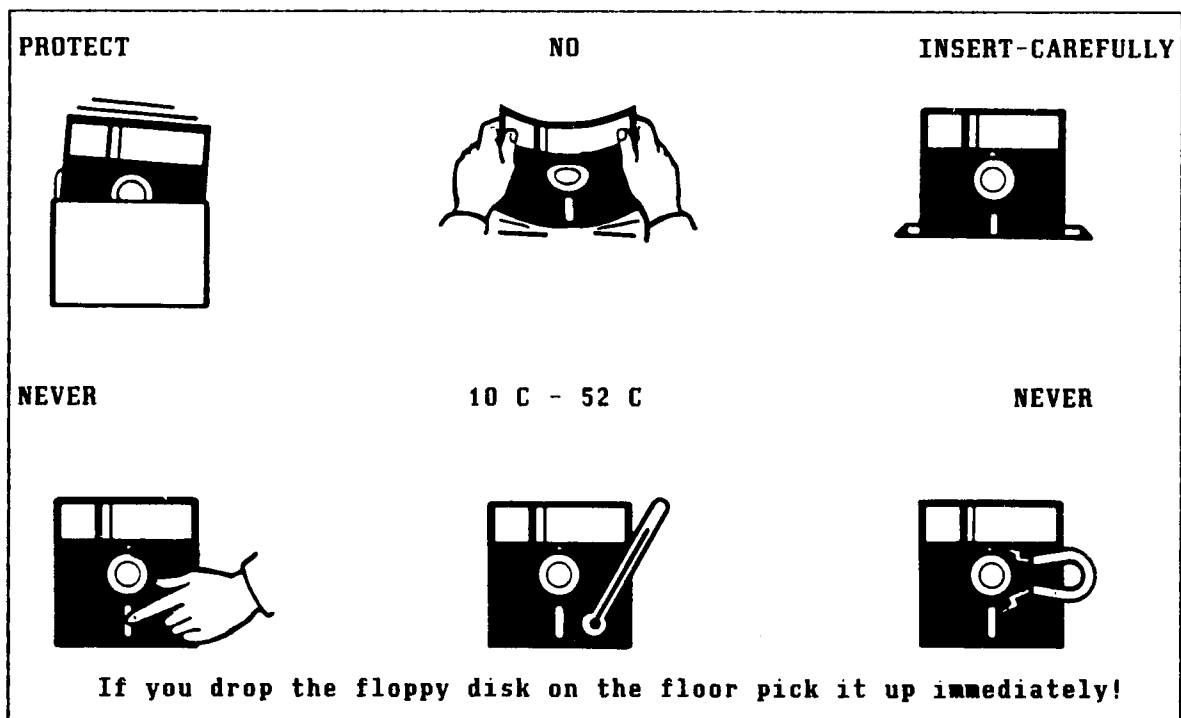 PROTECT NO INSERT-CAREFULLY
NEVER 10 C - 52 C NEVER
If you drop the floppy disk on the floor pick it up immediately!